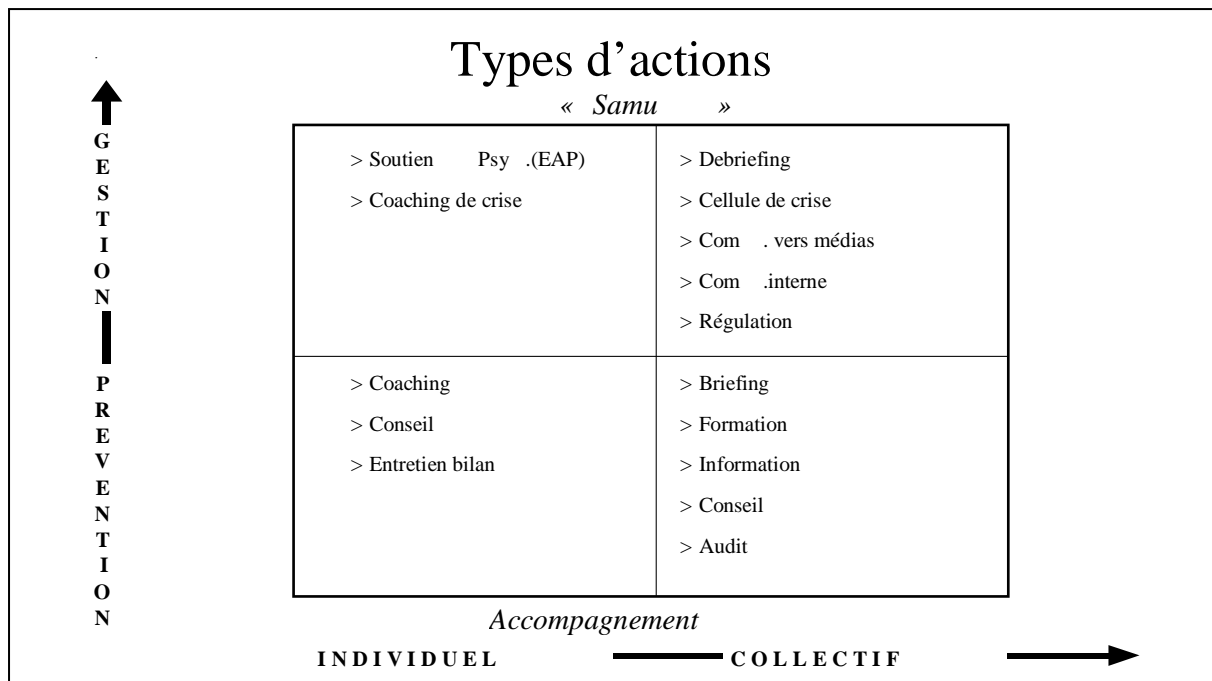 Types d'actions
« Samu »
GESTION
PREVENTION
> Soutien Psy .(EAP)
> Coaching de crise
> Debriefing
> Cellule de crise
> Com . vers médias
> Com .interne
> Régulation
> Coaching
> Conseil
> Entretien bilan
> Briefing
> Formation
> Information
> Conseil
> Audit
Accompagnement
INDIVIDUEL COLLECTIF